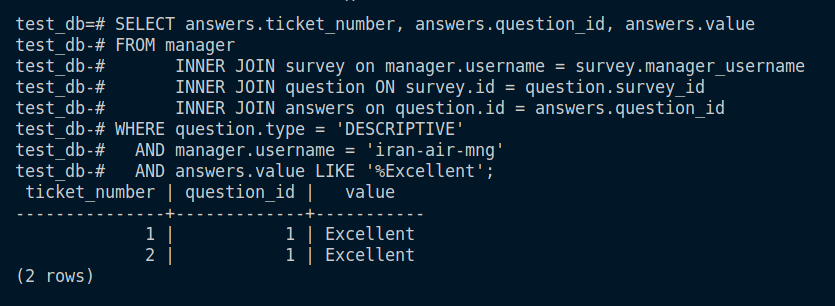 test_db=# SELECT answers.ticket_number, answers.question_id, answers.value
test_db-# FROM manager
test_db-#       INNER JOIN survey on manager.username = survey.manager_username
test_db-#       INNER JOIN question ON survey.id = question.survey_id
test_db-#       INNER JOIN answers on question.id = answers.question_id
test_db-# WHERE question.type = 'DESCRIPTIVE'
test_db-#   AND manager.username = 'iran-air-mng'
test_db-#   AND answers.value LIKE '%Excellent';
 ticket_number | question_id |   value
---------------+-------------+-----------
             1 |           1 | Excellent
             2 |           1 | Excellent
(2 rows)